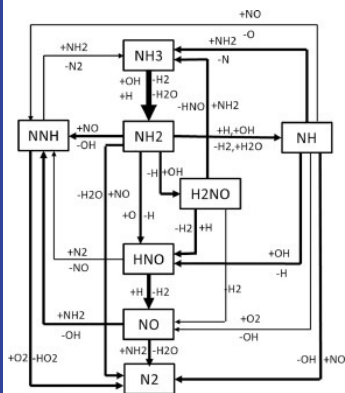 +NO
-O
+NH2
-N2
NH3
+NH2
-N
+OH
-H2
+H
-H2O
-HNO
+NH2
NNH
+NO
-OH
NH2
+H,+OH
-H2,+H2O
NH
-H2O
+NO
-H
+OH
H2NO
+O
-H
-H2
+H
+N2
-NO
HNO
+OH
-H
+H
-H2
-H2
+NH2
-OH
NO
+O2
-OH
+O2
-HO2
+NH2
-H2O
-OH
+NO
N2